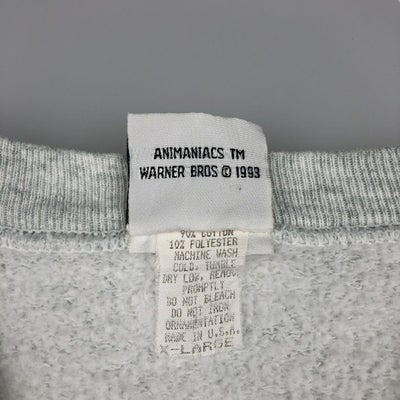 ANIMANIACS TM
WARNER BROS © 1993
90% COTTON
10% POLYESTER
MACHINE WASH
COLD, TUMBLE
DRY LOW, REMOVE
PROMPTLY
DO NOT BLEACH
DO NOT IRON
ORNAMENTATION
MADE IN U.S.A.
X-LARGE